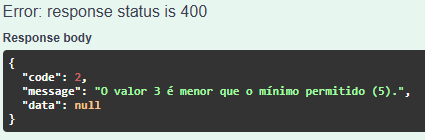 Error: response status is 400
Response body
{
  "code": 2,
  "message": "O valor 3 é menor que o mínimo permitido (5).",
  "data": null
}